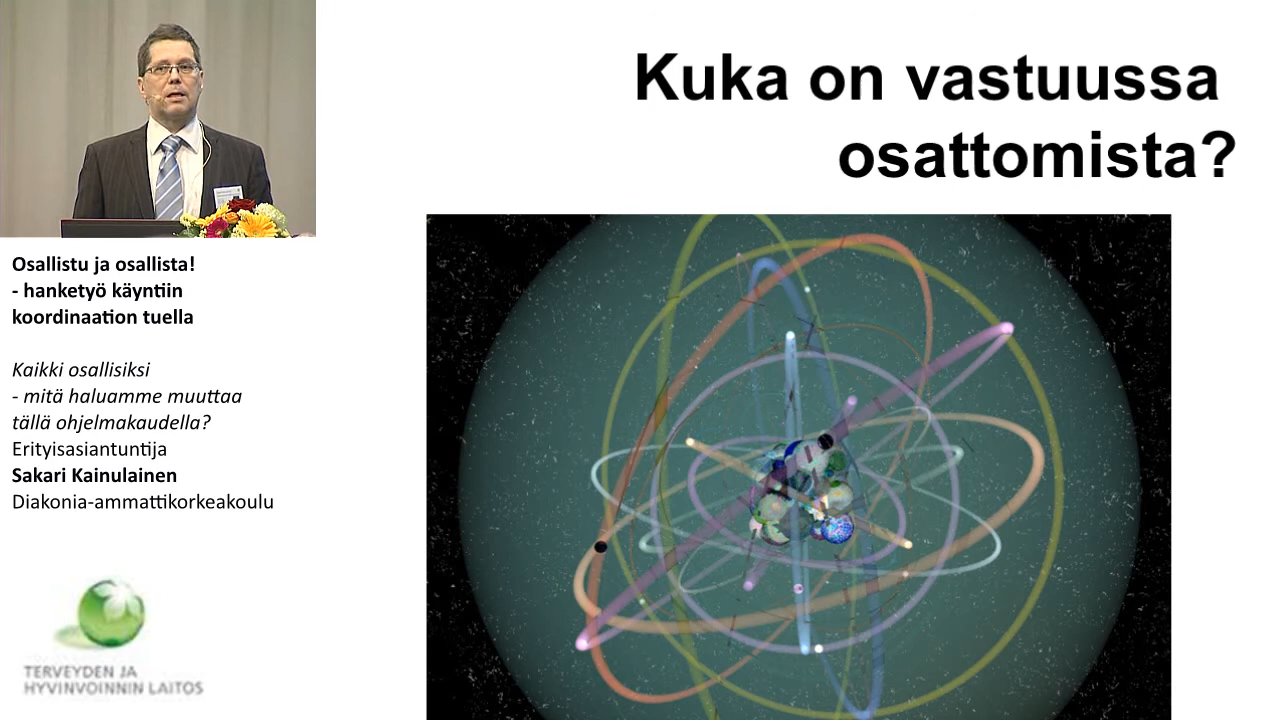 Kuka on vastuussa
osattomista?
Osallistu ja osallista!
- hanketyö käyntiin
koordinaation tuella
Kaikki osallisiksi
- mitä haluamme muuttaa
tällä ohjelmakaudella?
Erityisasiantuntija
Sakari Kainulainen
Diakonia-ammattikorkeakoulu
TERVEYDEN JA
HYVINVOINNIN LAITOS